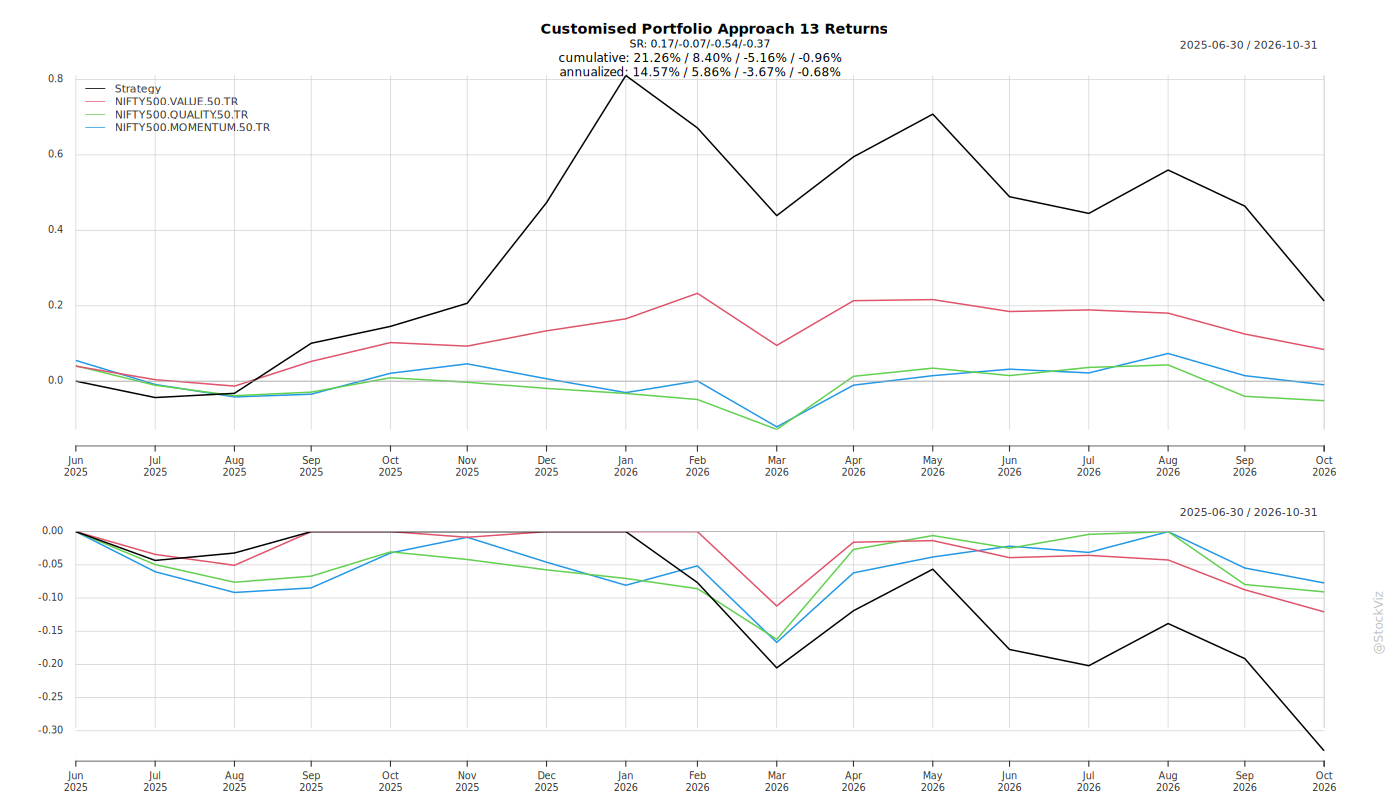 Customised Portfolio Approach 13 Returns
SR: 0.17/-0.07/-0.54/-0.37
cumulative: 21.26% / 8.40% / -5.16% / -0.96%
annualized: 14.57% / 5.86% / -3.67% / -0.68%
2025-06-30 / 2026-10-31
Strategy
NIFTY500.VALUE.50.TR
NIFTY500.QUALITY.50.TR
NIFTY500.MOMENTUM.50.TR
0.8
0.6
0.4
0.2
0.0
Jun Jul Aug Sep Oct Nov Dec Jan Feb Mar Apr May Jun Jul Aug Sep Oct
2025 2025 2025 2025 2025 2025 2025 2026 2026 2026 2026 2026 2026 2026 2026 2026 2026
2025-06-30 / 2026-10-31
0.00
-0.05
-0.10
-0.15
-0.20
-0.25
-0.30
Jun Jul Aug Sep Oct Nov Dec Jan Feb Mar Apr May Jun Jul Aug Sep Oct
2025 2025 2025 2025 2025 2025 2025 2026 2026 2026 2026 2026 2026 2026 2026 2026 2026
@StockViz